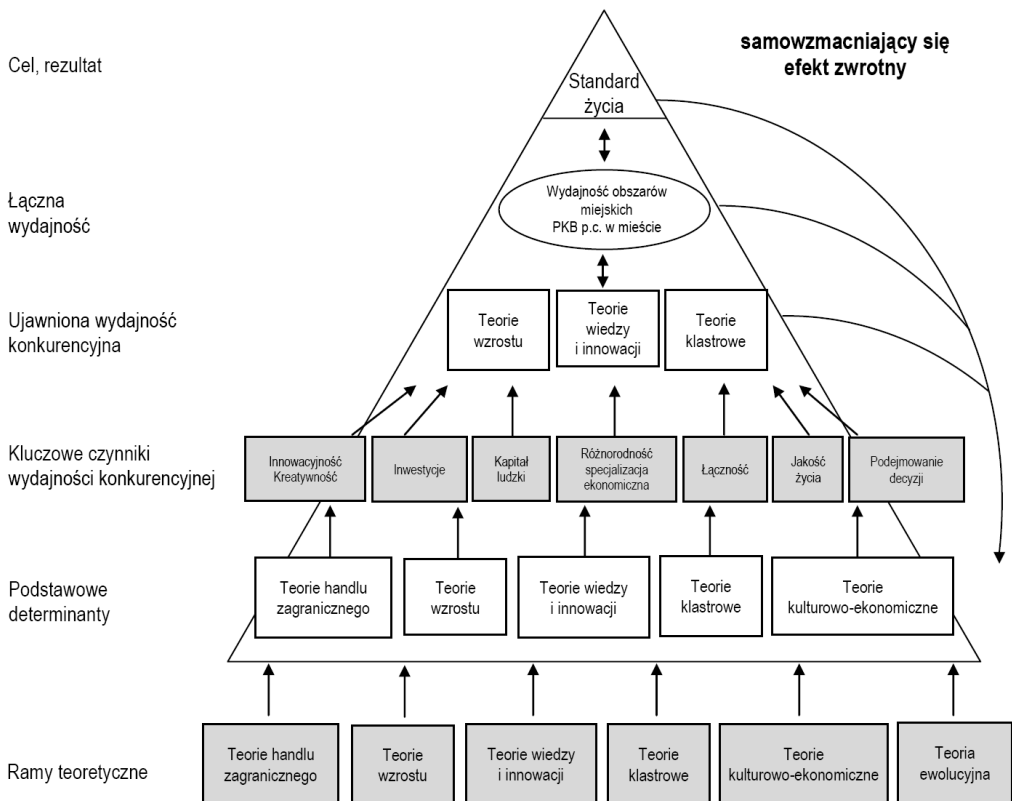 Cel, rezultat
samowzmacniający się
efekt zwrotny
Standard
życia
Łączna
wydajność
Wydajność obszarów
miejskich
PKB p.c. w mieście
Ujawniona wydajność
konkurencyjna
Teorie
wzrostu
Teorie
wiedzy
i innowacji
Teorie
klastrowe
Kluczowe czynniki
wydajności konkurencyjnej
Innowacyjność
Kreatywność
Inwestycje
Kapitał
ludzki
Różnorodność
specjalizacja
ekonomiczna
Łączność
Jakość
życia
Podejmowanie
decyzji
Podstawowe
determinanty
Teorie handlu
zagranicznego
Teorie
wzrostu
Teorie wiedzy
i innowacji
Teorie
klastrowe
Teorie
kulturowo-ekonomiczne
Ramy teoretyczne
Teorie handlu
zagranicznego
Teorie
wzrostu
Teorie wiedzy
i innowacji
Teorie
klastrowe
Teorie
kulturowo-ekonomiczne
Teoria
ewolucyjna